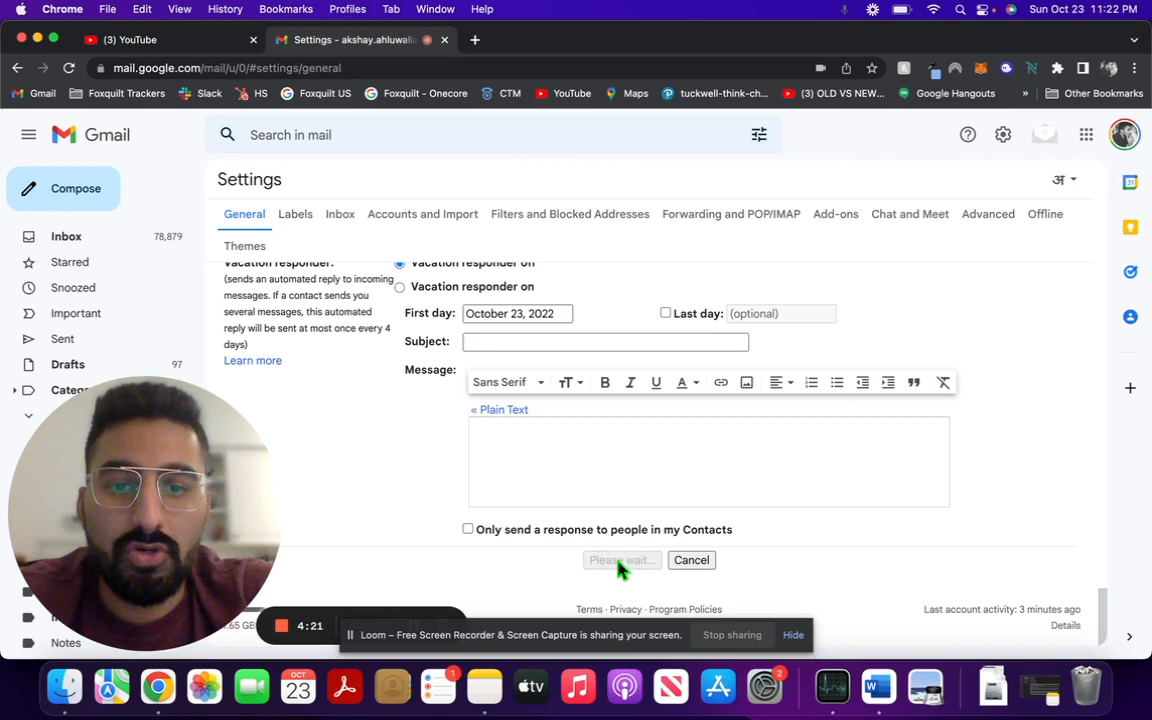 Chrome File Edit View History Bookmarks Profiles Tab Window Help Sun Oct 23 11:22 PM
(3) YouTube
Settings - akshay.ahluwalia
mail.google.com/mail/u/0/#settings/general
Gmail Foxquilt Trackers Slack HS Foxquilt US Foxquilt - Onecore CTM YouTube Maps tuckwell-think-ch... (3) OLD VS NEW... Google Hangouts » Other Bookmarks
Gmail
Search in mail
Compose
Settings
अ
General Labels Inbox Accounts and Import Filters and Blocked Addresses Forwarding and POP/IMAP Add-ons Chat and Meet Advanced Offline
Themes
Inbox 78,879
Starred
Snoozed
Important
Sent
Drafts 97
Notes
Vacation responder:
(sends an automated reply to incoming
messages. If a contact sends you
several messages, this automated
reply will be sent at most once every 4
days)
Learn more
Vacation responder on
First day: October 23, 2022 Last day: (optional)
Subject:
Message:
Sans Serif
« Plain Text
Only send a response to people in my Contacts
Please wait... Cancel
Terms · Privacy · Program Policies
Last account activity: 3 minutes ago
Details
4:21
Loom – Free Screen Recorder & Screen Capture is sharing your screen. Stop sharing Hide
OCT
23
1
tv
2